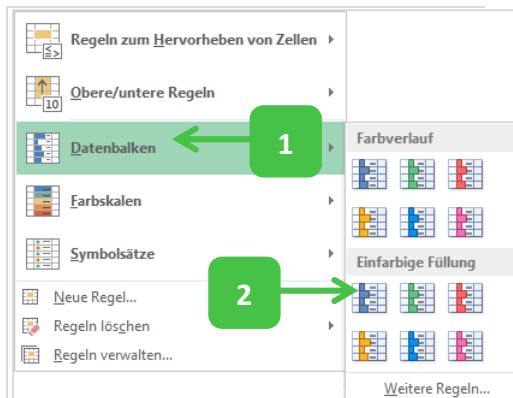 Regeln zum Hervorheben von Zellen
≤>
Obere/untere Regeln
10
Datenbalken
1
Farbskalen
Symbolsätze
2
Neue Regel...
Regeln löschen
Regeln verwalten...
Farbverlauf
Einfarbige Füllung
Weitere Regeln...